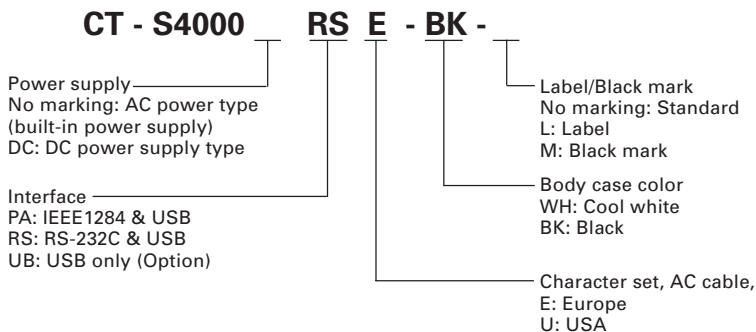 CT - S4000 __ RS E - BK - __
Power supply
No marking: AC power type
(built-in power supply)
DC: DC power supply type
Interface
PA: IEEE1284 & USB
RS: RS-232C & USB
UB: USB only (Option)
Label/Black mark
No marking: Standard
L: Label
M: Black mark
Body case color
WH: Cool white
BK: Black
Character set, AC cable,
E: Europe
U: USA